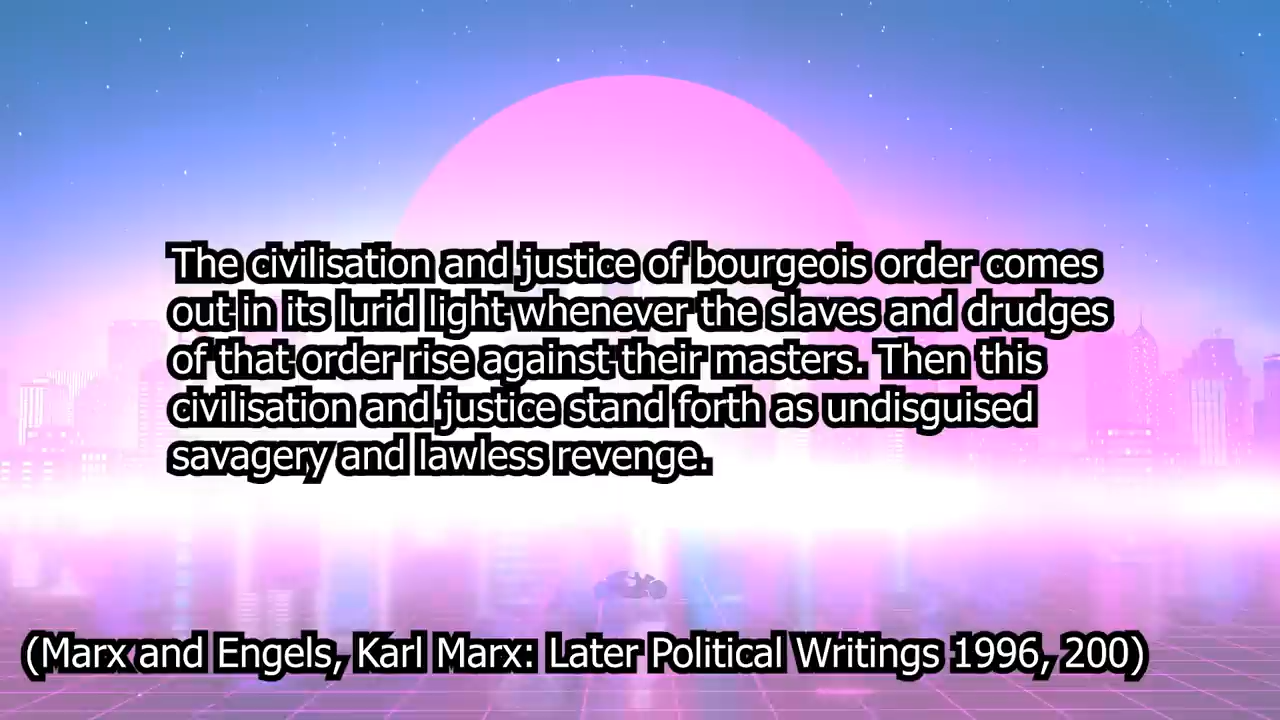 The civilisation and justice of bourgeois order comes
out in its lurid light whenever the slaves and drudges
of that order rise against their masters. Then this
civilisation and justice stand forth as undisguised
savagery and lawless revenge.
(Marx and Engels, Karl Marx: Later Political Writings 1996, 200)